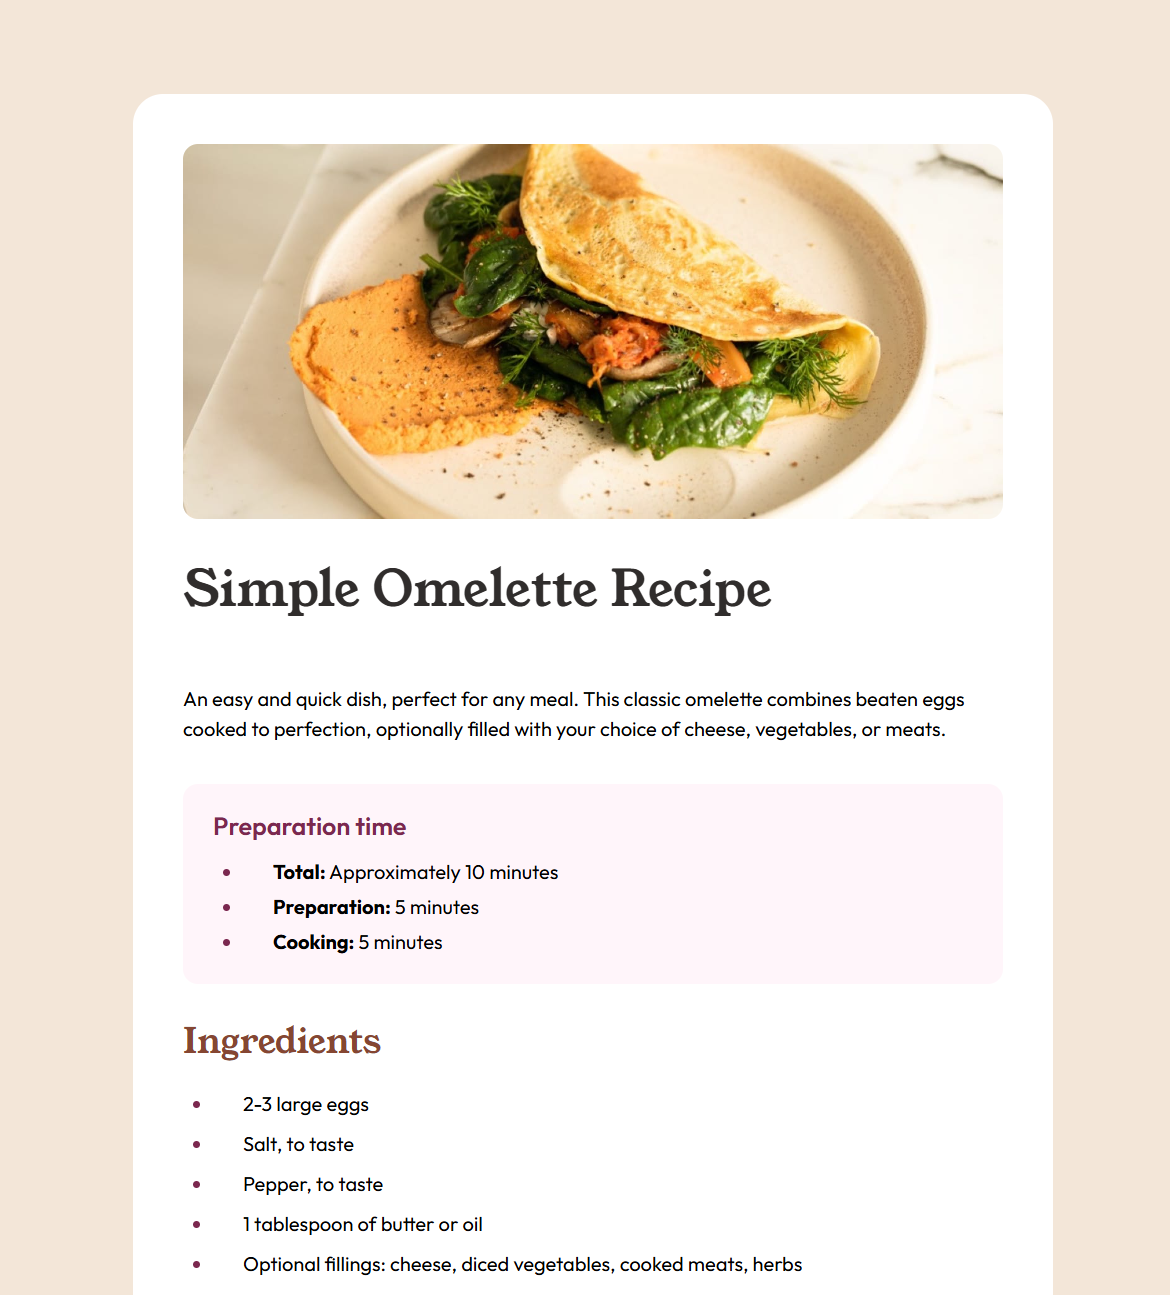 Simple Omelette Recipe
An easy and quick dish, perfect for any meal. This classic omelette combines beaten eggs
cooked to perfection, optionally filled with your choice of cheese, vegetables, or meats.
Preparation time
• Total: Approximately 10 minutes
• Preparation: 5 minutes
• Cooking: 5 minutes
Ingredients
• 2-3 large eggs
• Salt, to taste
• Pepper, to taste
• 1 tablespoon of butter or oil
• Optional fillings: cheese, diced vegetables, cooked meats, herbs